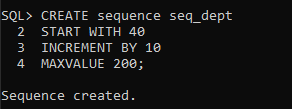 SQL> CREATE sequence seq_dept
  2  START WITH 40
  3  INCREMENT BY 10
  4  MAXVALUE 200;
Sequence created.